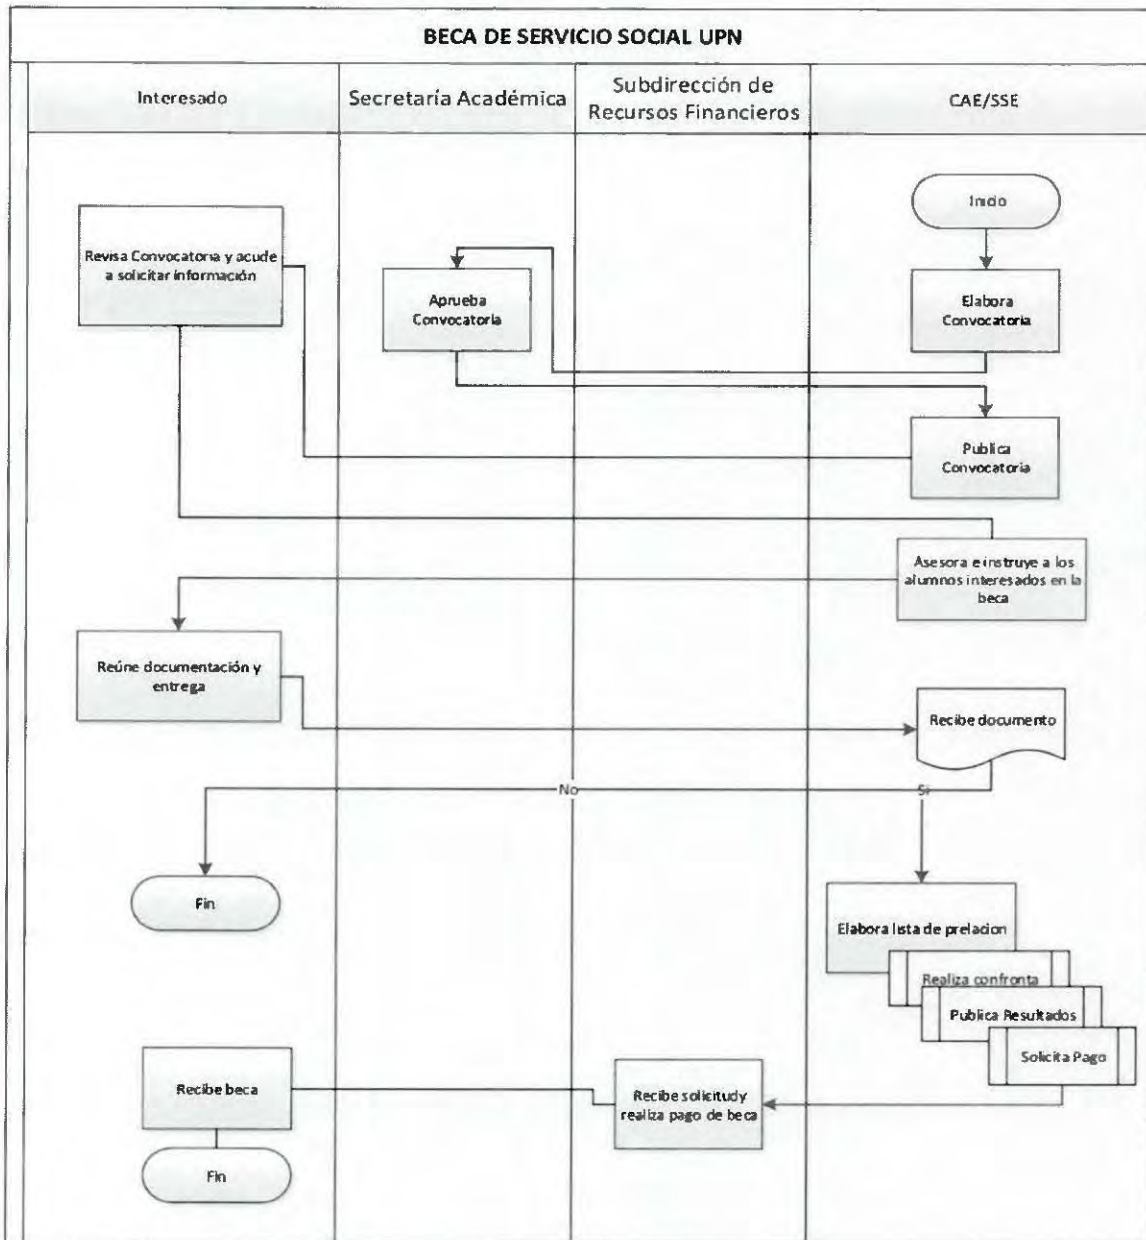 BECA DE SERVICIO SOCIAL UPN
Interesado
Secretaría Académica
Subdirección de
Recursos Financieros
CAE/SSE
Inicio
Revisa Convocatoria y acude
a solicitar información
Aprueba
Convocatoria
Elabora
Convocatoria
Publica
Convocatoria
Asesora e instruye a los
alumnos interesados en la
beca
Reúne documentación y
entrega
Recibe documento
No
Si
Fin
Elabora lista de prelacion
Realiza confronta
Publica Resultados
Solicita Pago
Recibe beca
Recibe solicitud y
realiza pago de beca
Fin